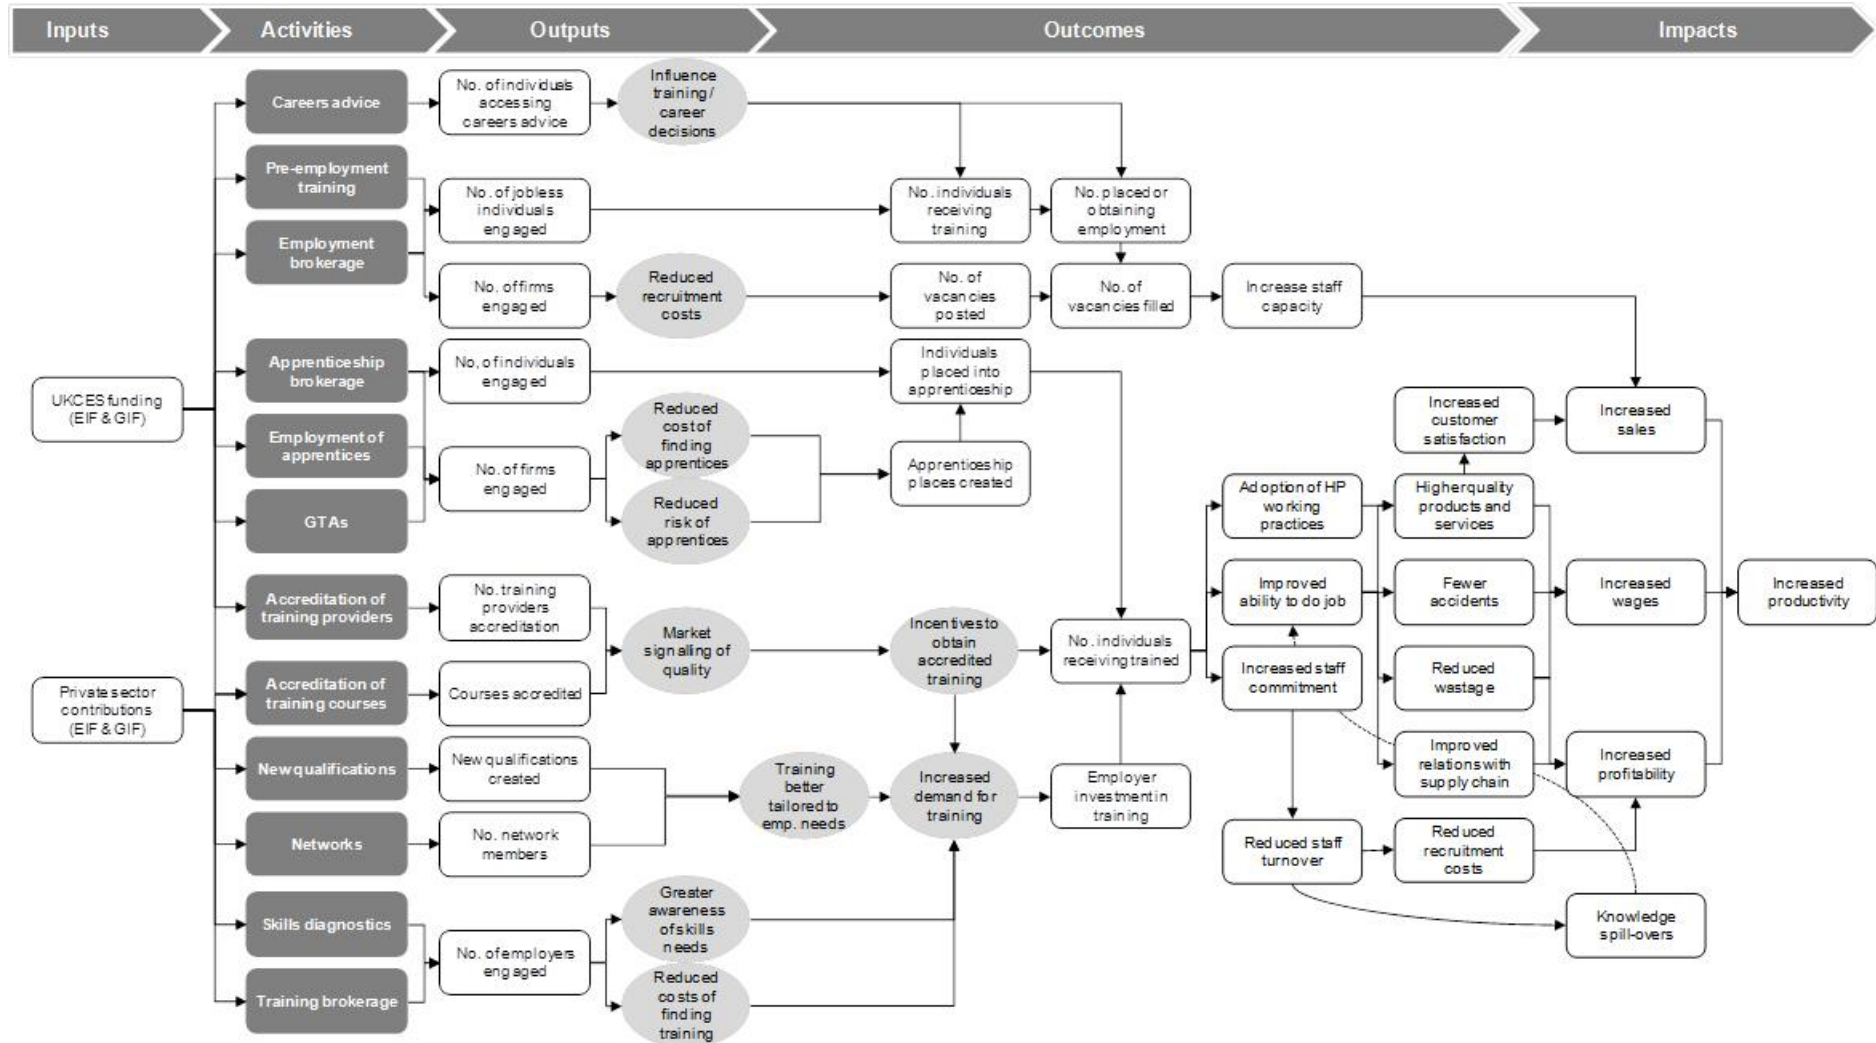 Inputs
Activities
Outputs
Outcomes
Impacts
UKCES funding
(EIF & GIF)
Private sector
contributions
(EIF & GIF)
Careers advice
Pre-employment
training
Employment
brokerage
Apprenticeship
brokerage
Employment of
apprentices
GTAs
Accreditation of
training providers
Accreditation of
training courses
New qualifications
Networks
Skills diagnostics
Training brokerage
No. of individuals
accessing
careers advice
No. of jobless
individuals
engaged
No. of firms
engaged
No, of individuals
engaged
No. of firms
engaged
No. training
providers
accreditation
Courses accredited
New qualifications
created
No. network
members
No. of employers
engaged
Influence
training /
career
decisions
Reduced
recruitment
costs
Reduced
cost of
finding
apprentices
Reduced
risk of
apprentices
Market
signalling of
quality
Training
better
tailored to
emp. needs
Greater
awareness
of skills
needs
Reduced
costs of
finding
training
No. individuals
receiving
training
No. of
vacancies
posted
Individuals
placed into
apprenticeship
Apprenticeship
places created
Incentives to
obtain
accredited
training
Increased
demand for
training
No. placed or
obtaining
employment
No. of
vacancies filled
No. individuals
receiving trained
Employer
investment in
training
Increase staff
capacity
Adoption of HP
working
practices
Improved
ability to do job
Increased staff
commitment
Reduced staff
turnover
Increased
customer
satisfaction
Higher quality
products and
services
Fewer
accidents
Reduced
wastage
Improved
relations with
supply chain
Reduced
recruitment
costs
Increased
sales
Increased
wages
Increased
profitability
Knowledge
spill-overs
Increased
productivity